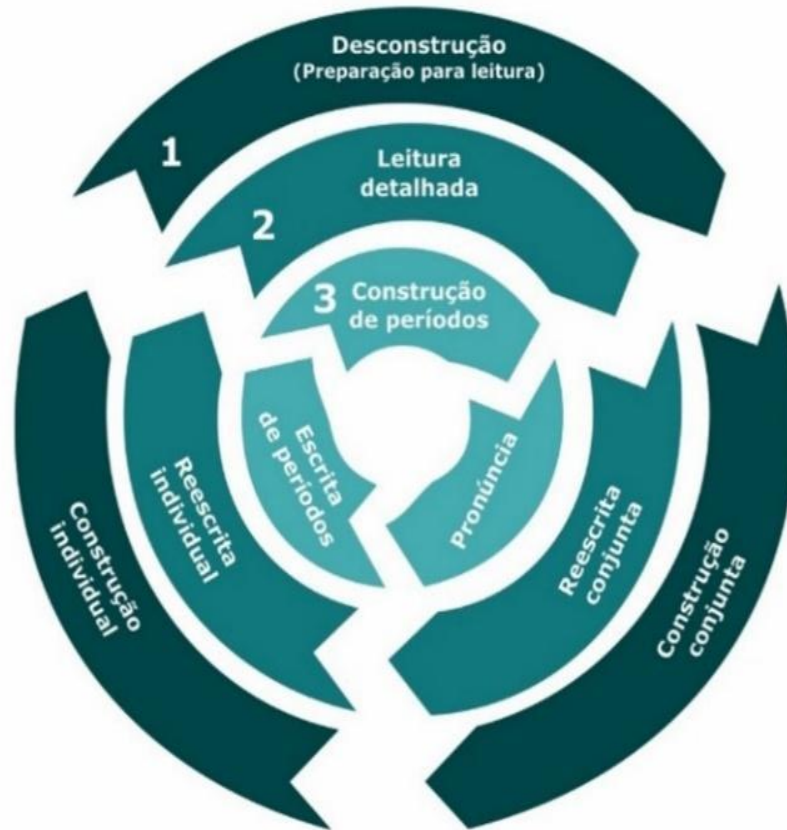 Desconstrução
(Preparação para leitura)
1
Leitura
detalhada
2
3
Construção
de períodos
Construção
individual
Reescrita
individual
Escrita
de períodos
Pronúncia
Reescrita
conjunta
Construção
conjunta